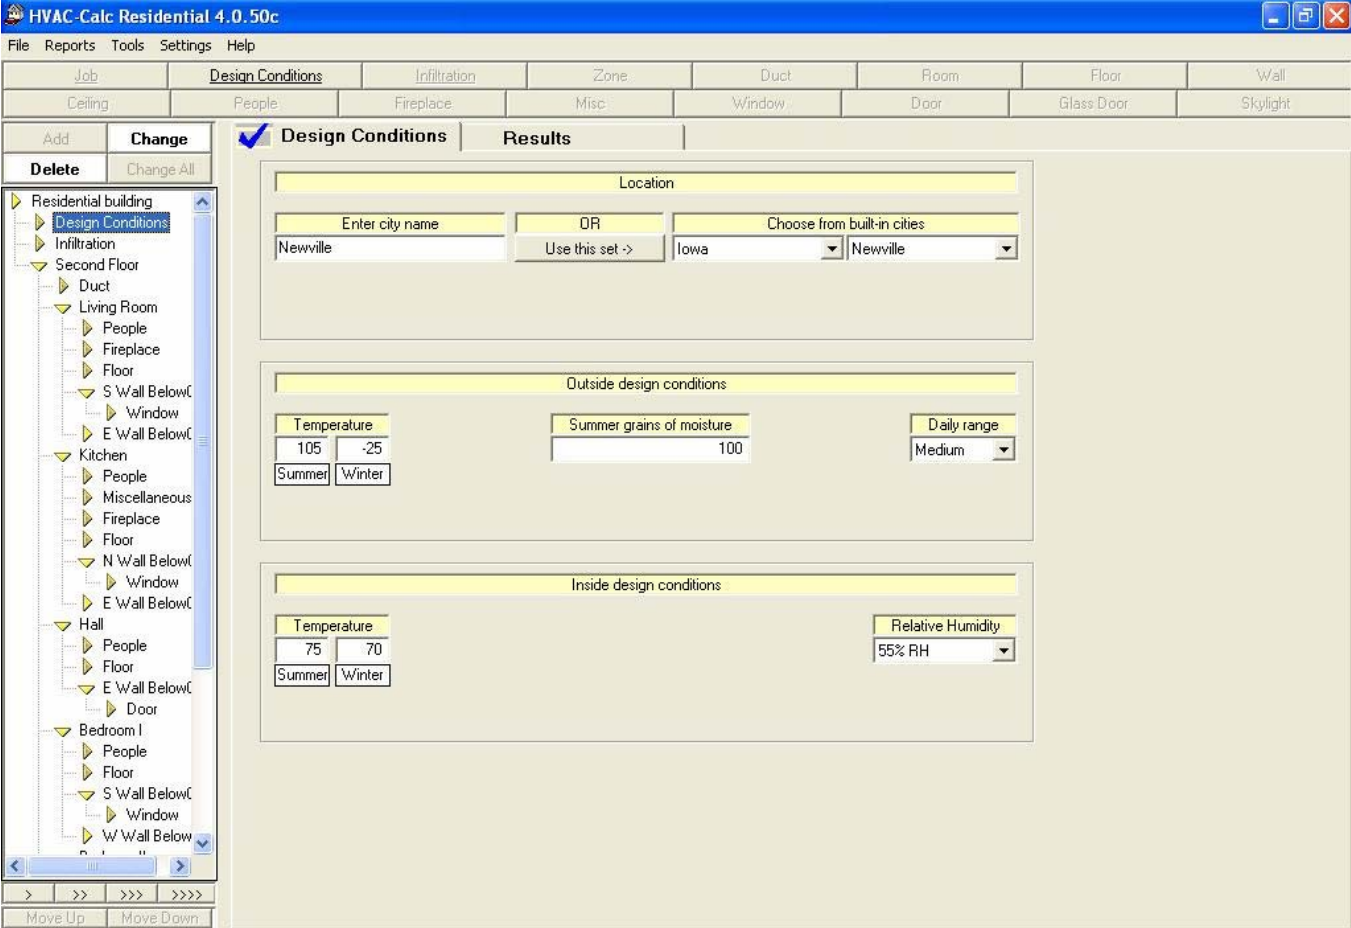 HVAC-Calc Residential 4.0.50c
File Reports Tools Settings Help
Job Design Conditions Infiltration Zone Duct Room Floor Wall
Ceiling People Fireplace Misc Window Door Glass Door Skylight
Add Change
Delete Change All
Design Conditions Results
Residential building
Design Conditions
Infiltration
Second Floor
Duct
Living Room
People
Fireplace
Floor
S Wall Below
Window
E Wall Below
Kitchen
People
Miscellaneous
Fireplace
Floor
N Wall Below
Window
E Wall Below
Hall
People
Floor
E Wall Below
Door
Bedroom I
People
Floor
S Wall Below
Window
W Wall Below
> >> >>> >>>>
Move Up Move Down
Location
Enter city name OR Choose from built-in cities
Newville Use this set -> Iowa Newville
Outside design conditions
Temperature Summer grains of moisture Daily range
105 -25 100 Medium
Summer Winter
Inside design conditions
Temperature Relative Humidity
75 70 55% RH
Summer Winter